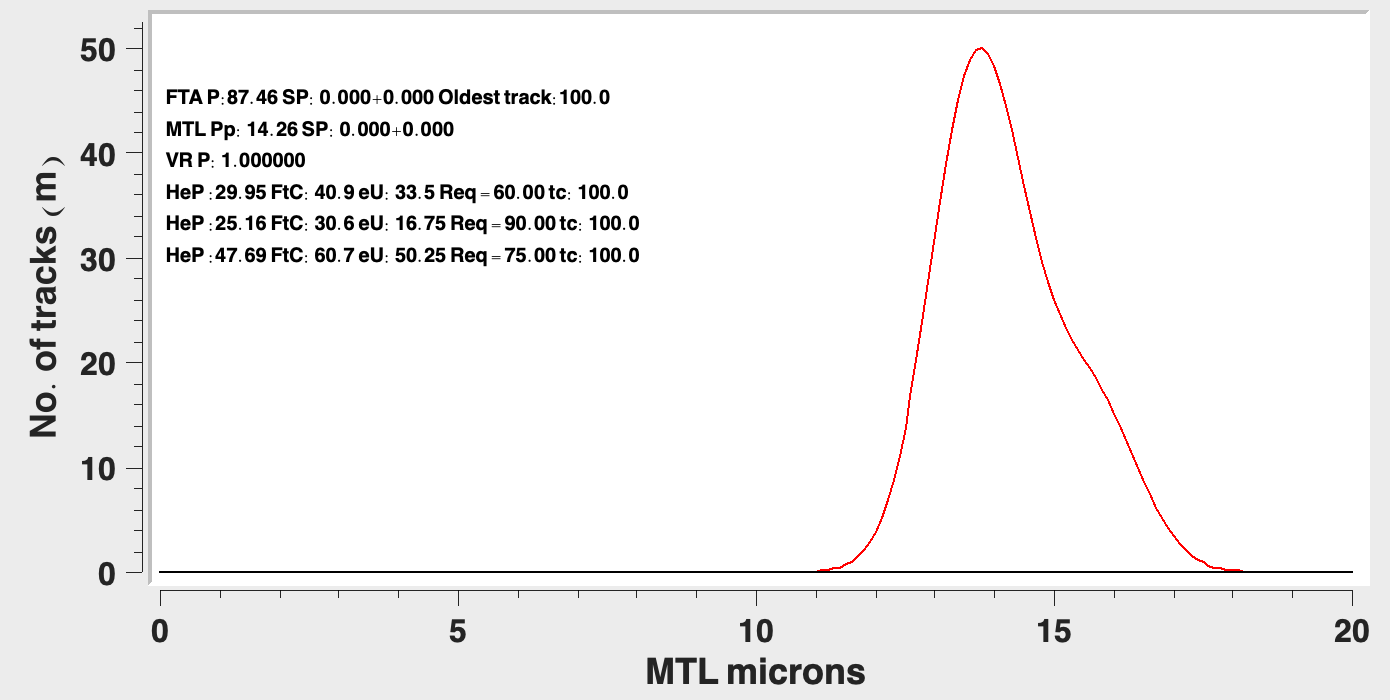 FTA P:87.46 SP: 0.000+0.000 Oldest track:100.0
MTL Pp: 14.26 SP: 0.000+0.000
VR P: 1.000000
HeP :29.95 FtC: 40.9 eU: 33.5 Req =60.00 tc: 100.0
HeP :25.16 FtC: 30.6 eU: 16.75 Req =90.00 tc: 100.0
HeP :47.69 FtC: 60.7 eU: 50.25 Req =75.00 tc: 100.0
No. of tracks (m)
50
40
30
20
10
0
0 5 10 15 20
MTL microns